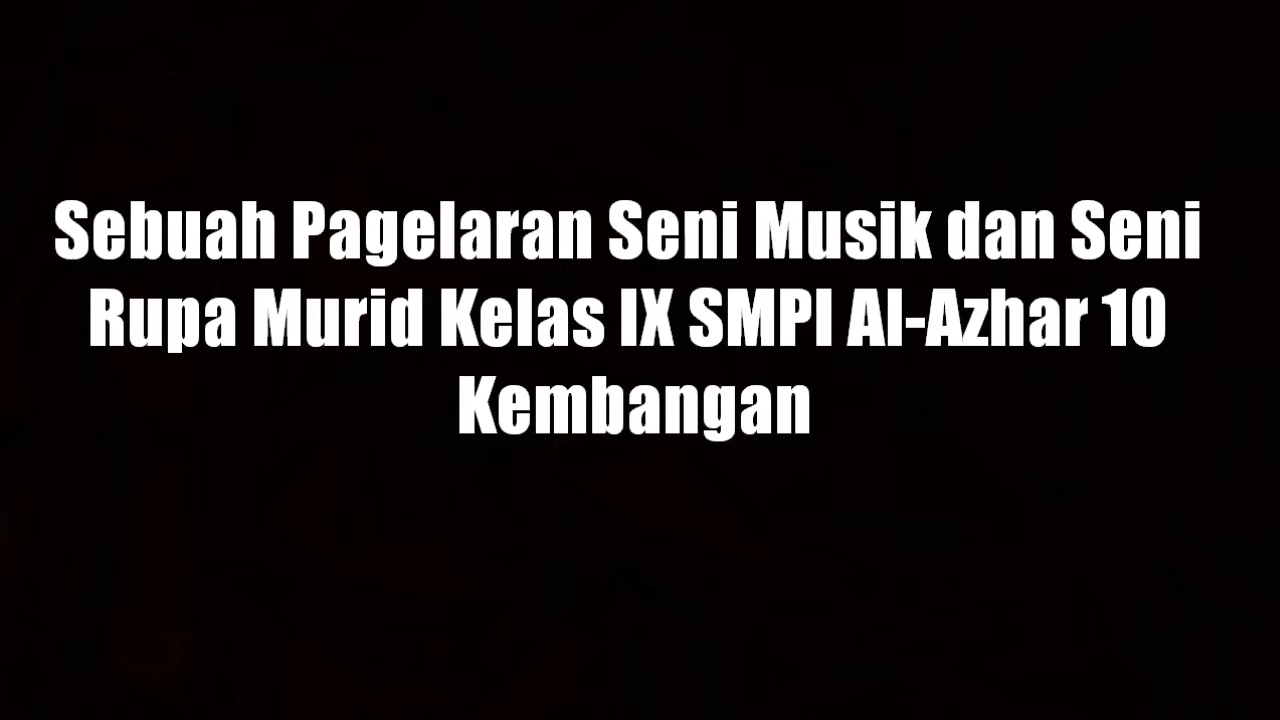 Sebuah Pagelaran Seni Musik dan Seni
Rupa Murid Kelas IX SMPI Al-Azhar 10
Kembangan